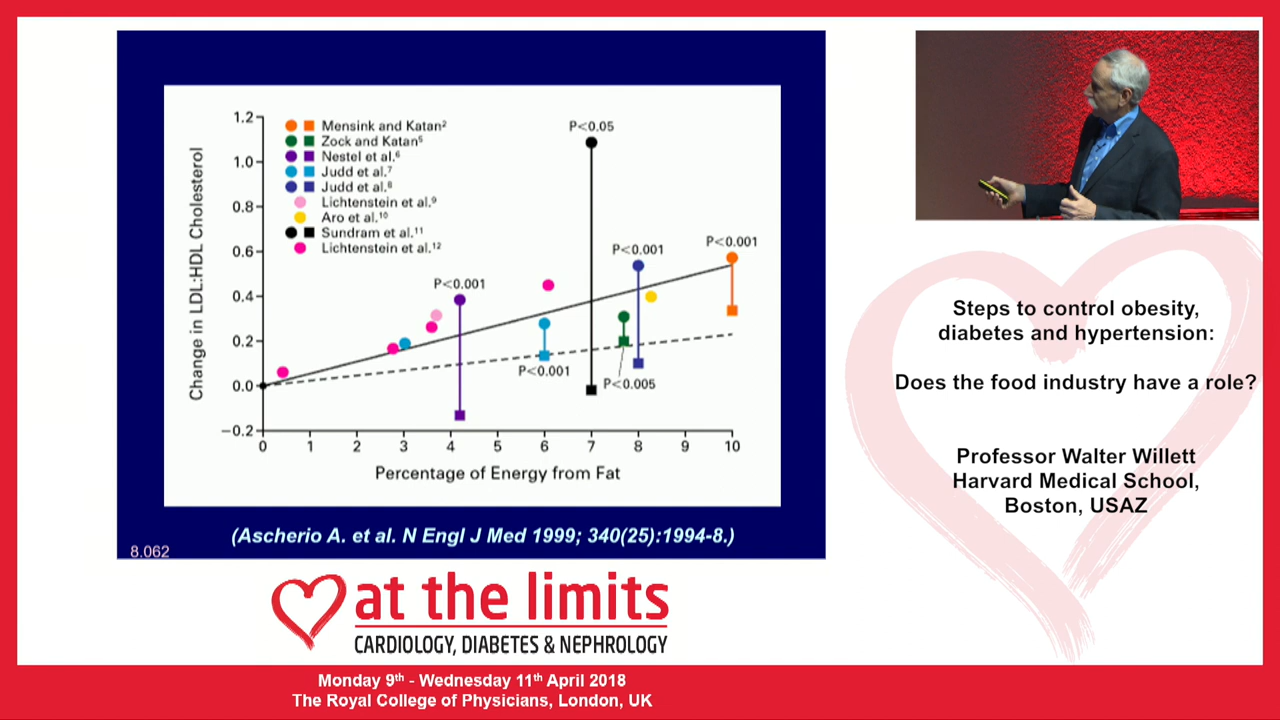 1.2
1.0
0.8
0.6
0.4
0.2
0.0
−0.2
Change in LDL:HDL Cholesterol
Mensink and Katan²
Zock and Katan⁵
Nestel et al.⁶
Judd et al.⁷
Judd et al.⁸
Lichtenstein et al.⁹
Aro et al.¹⁰
Sundram et al.¹¹
Lichtenstein et al.¹²
P<0.05
P<0.001
P<0.001
P<0.001
P<0.001
P<0.005
0 1 2 3 4 5 6 7 8 9 10
Percentage of Energy from Fat
(Ascherio A. et al. N Engl J Med 1999; 340(25):1994-8.)
8.062
Steps to control obesity,
diabetes and hypertension:
Does the food industry have a role?
Professor Walter Willett
Harvard Medical School,
Boston, USAZ
at the limits
CARDIOLOGY, DIABETES & NEPHROLOGY
Monday 9th - Wednesday 11th April 2018
The Royal College of Physicians, London, UK